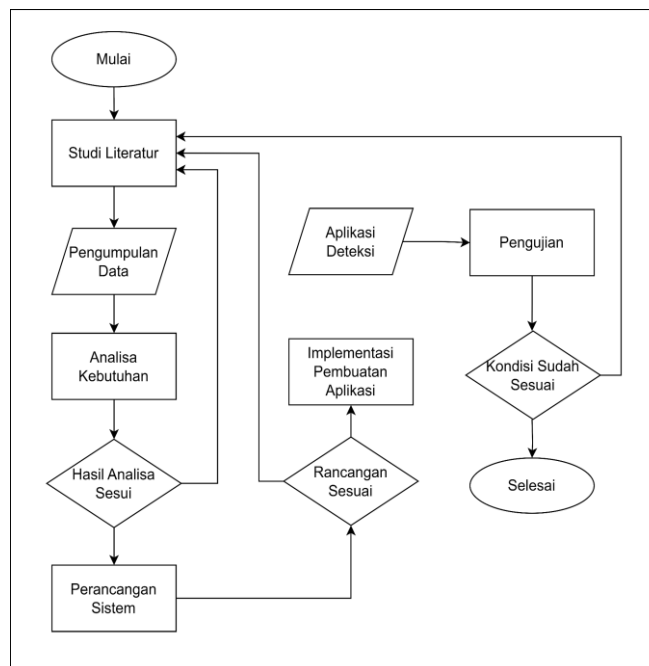 Mulai
Studi Literatur
Pengumpulan
Data
Analisa
Kebutuhan
Hasil Analisa
Sesui
Perancangan
Sistem
Rancangan
Sesuai
Implementasi
Pembuatan
Aplikasi
Aplikasi
Deteksi
Pengujian
Kondisi Sudah
Sesuai
Selesai